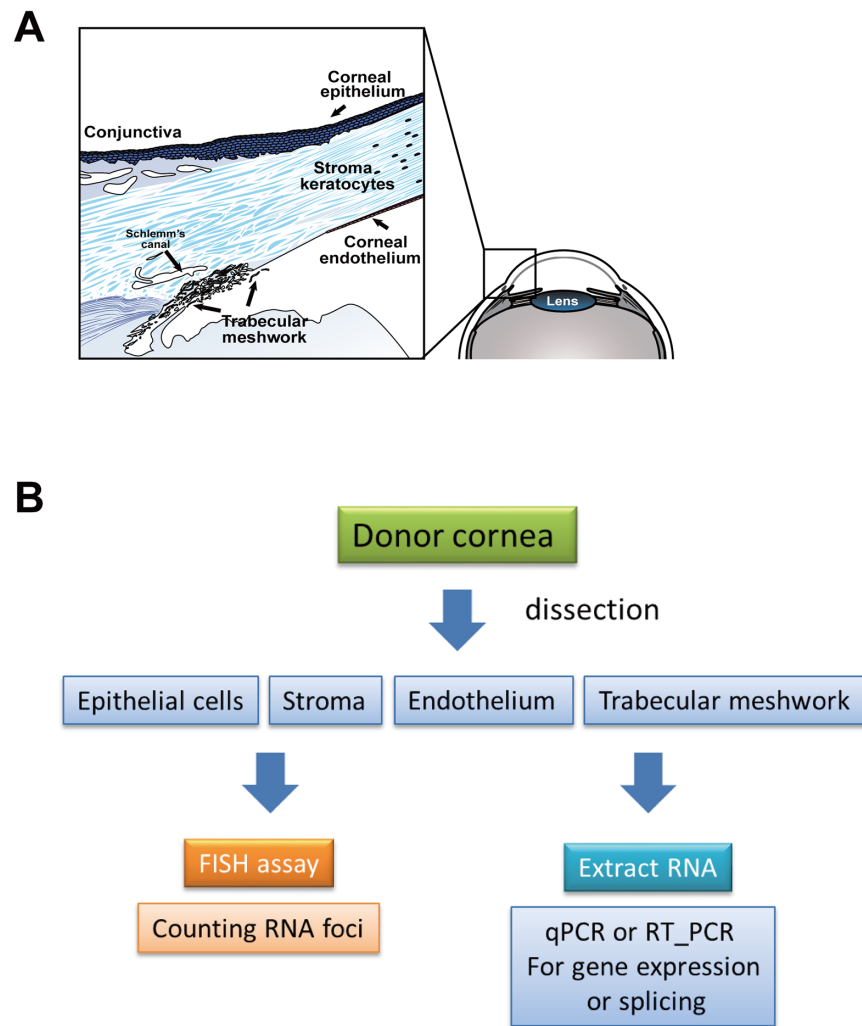 A
Corneal
epithelium
Conjunctiva
Stroma
keratocytes
Schlemm's
canal
Corneal
endothelium
Trabecular
meshwork
Lens
B
Donor cornea
dissection
Epithelial cells
Stroma
Endothelium
Trabecular meshwork
FISH assay
Extract RNA
Counting RNA foci
qPCR or RT_PCR
For gene expression
or splicing